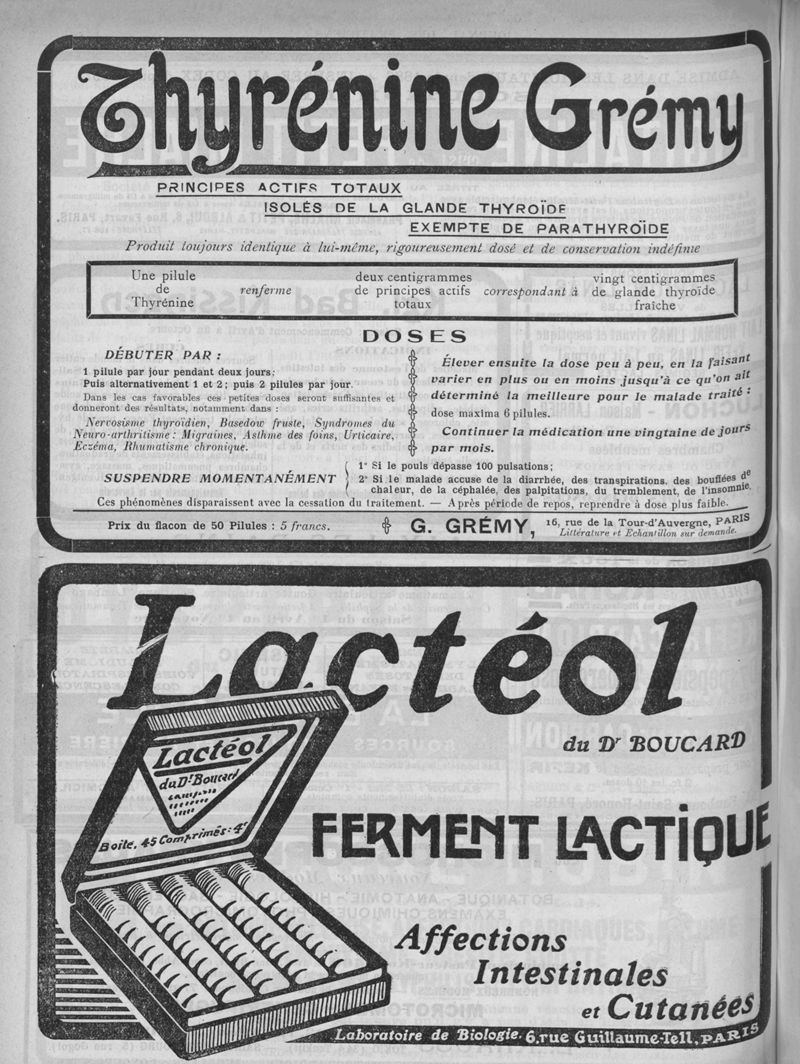 Thyrénine Grémy
PRINCIPES ACTIFS TOTAUX
ISOLÉS DE LA GLANDE THYROÏDE
EXEMPTE DE PARATHYROÏDE
Produit toujours identique à lui-même, rigoureusement dosé et de conservation indéfinie
Une pilule
de
Thyrénine
renferme
deux centigrammes
de principes actifs
totaux
correspondant à
vingt centigrammes
de glande thyroïde
fraîche
DOSES
DÉBUTER PAR :
1 pilule par jour pendant deux jours;
Puis alternativement 1 et 2; puis 2 pilules par jour.
Dans les cas favorables ces petites doses seront suffisantes et
donneront des résultats, notamment dans :
Nervosisme thyroïdien, Basedow fruste, Syndromes du
Neuro-arthritisme : Migraines, Asthme des foins, Urticaire,
Eczéma, Rhumatisme chronique.
Élever ensuite la dose peu à peu, en la faisant
varier en plus ou en moins jusqu'à ce qu'on ait
déterminé la meilleure pour le malade traité :
dose maxima 6 pilules.
Continuer la médication une vingtaine de jours
par mois.
SUSPENDRE MOMENTANÉMENT
1° Si le pouls dépasse 100 pulsations;
2° Si le malade accuse de la diarrhée, des transpirations, des bouffées de
chaleur, de la céphalée, des palpitations, du tremblement, de l'insomnie.
Ces phénomènes disparaissent avec la cessation du traitement. — Après période de repos, reprendre à dose plus faible.
Prix du flacon de 50 Pilules : 5 francs.
G. GRÉMY, 16, rue de la Tour-d'Auvergne, PARIS
Littérature et Echantillon sur demande.
Lactéol
du Dr BOUCARD
Lactéol
du Dr Boucard
Boite. 45 Comprimés: 4f
FERMENT LACTIQUE
Affections
Intestinales
et Cutanées
Laboratoire de Biologie. 6, rue Guillaume-Tell, PARIS